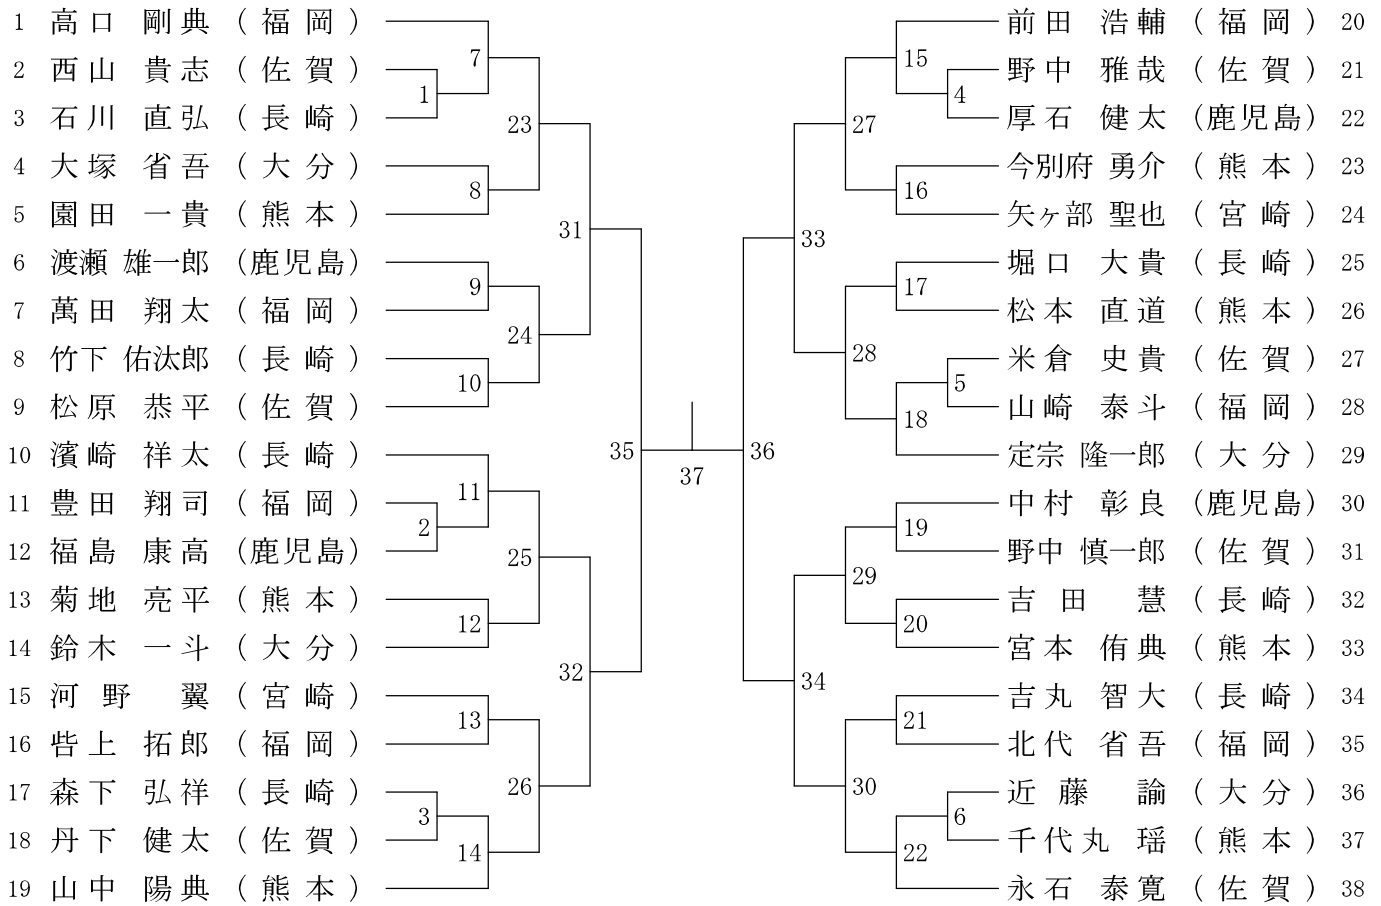 1 高口 剛典 (福岡)
2 西山 貴志 (佐賀)
3 石川 直弘 (長崎)
4 大塚 省吾 (大分)
5 園田 一貴 (熊本)
6 渡瀬 雄一郎 (鹿児島)
7 萬田 翔太 (福岡)
8 竹下 佑汰郎 (長崎)
9 松原 恭平 (佐賀)
10 濱崎 祥太 (長崎)
11 豊田 翔司 (福岡)
12 福島 康高 (鹿児島)
13 菊地 亮平 (熊本)
14 鈴木 一斗 (大分)
15 河野 翼 (宮崎)
16 喾上 拓郎 (福岡)
17 森下 弘祥 (長崎)
18 丹下 健太 (佐賀)
19 山中 陽典 (熊本)
7
1
23
8
31
9
24
10
35
11
2
25
12
32
13
26
3
14
37
36
15
4
27
16
33
17
28
5
18
19
29
20
34
21
30
6
22
前田 浩輔 (福岡) 20
野中 雅哉 (佐賀) 21
厚石 健太 (鹿児島) 22
今別府 勇介 (熊本) 23
矢ヶ部 聖也 (宮崎) 24
堀口 大貴 (長崎) 25
松本 直道 (熊本) 26
米倉 史貴 (佐賀) 27
山崎 泰斗 (福岡) 28
定宗 隆一郎 (大分) 29
中村 彰良 (鹿児島) 30
野中 慎一郎 (佐賀) 31
吉田 慧 (長崎) 32
宮本 侑典 (熊本) 33
吉丸 智大 (長崎) 34
北代 省吾 (福岡) 35
近藤 諭 (大分) 36
千代丸 瑶 (熊本) 37
永石 泰寛 (佐賀) 38